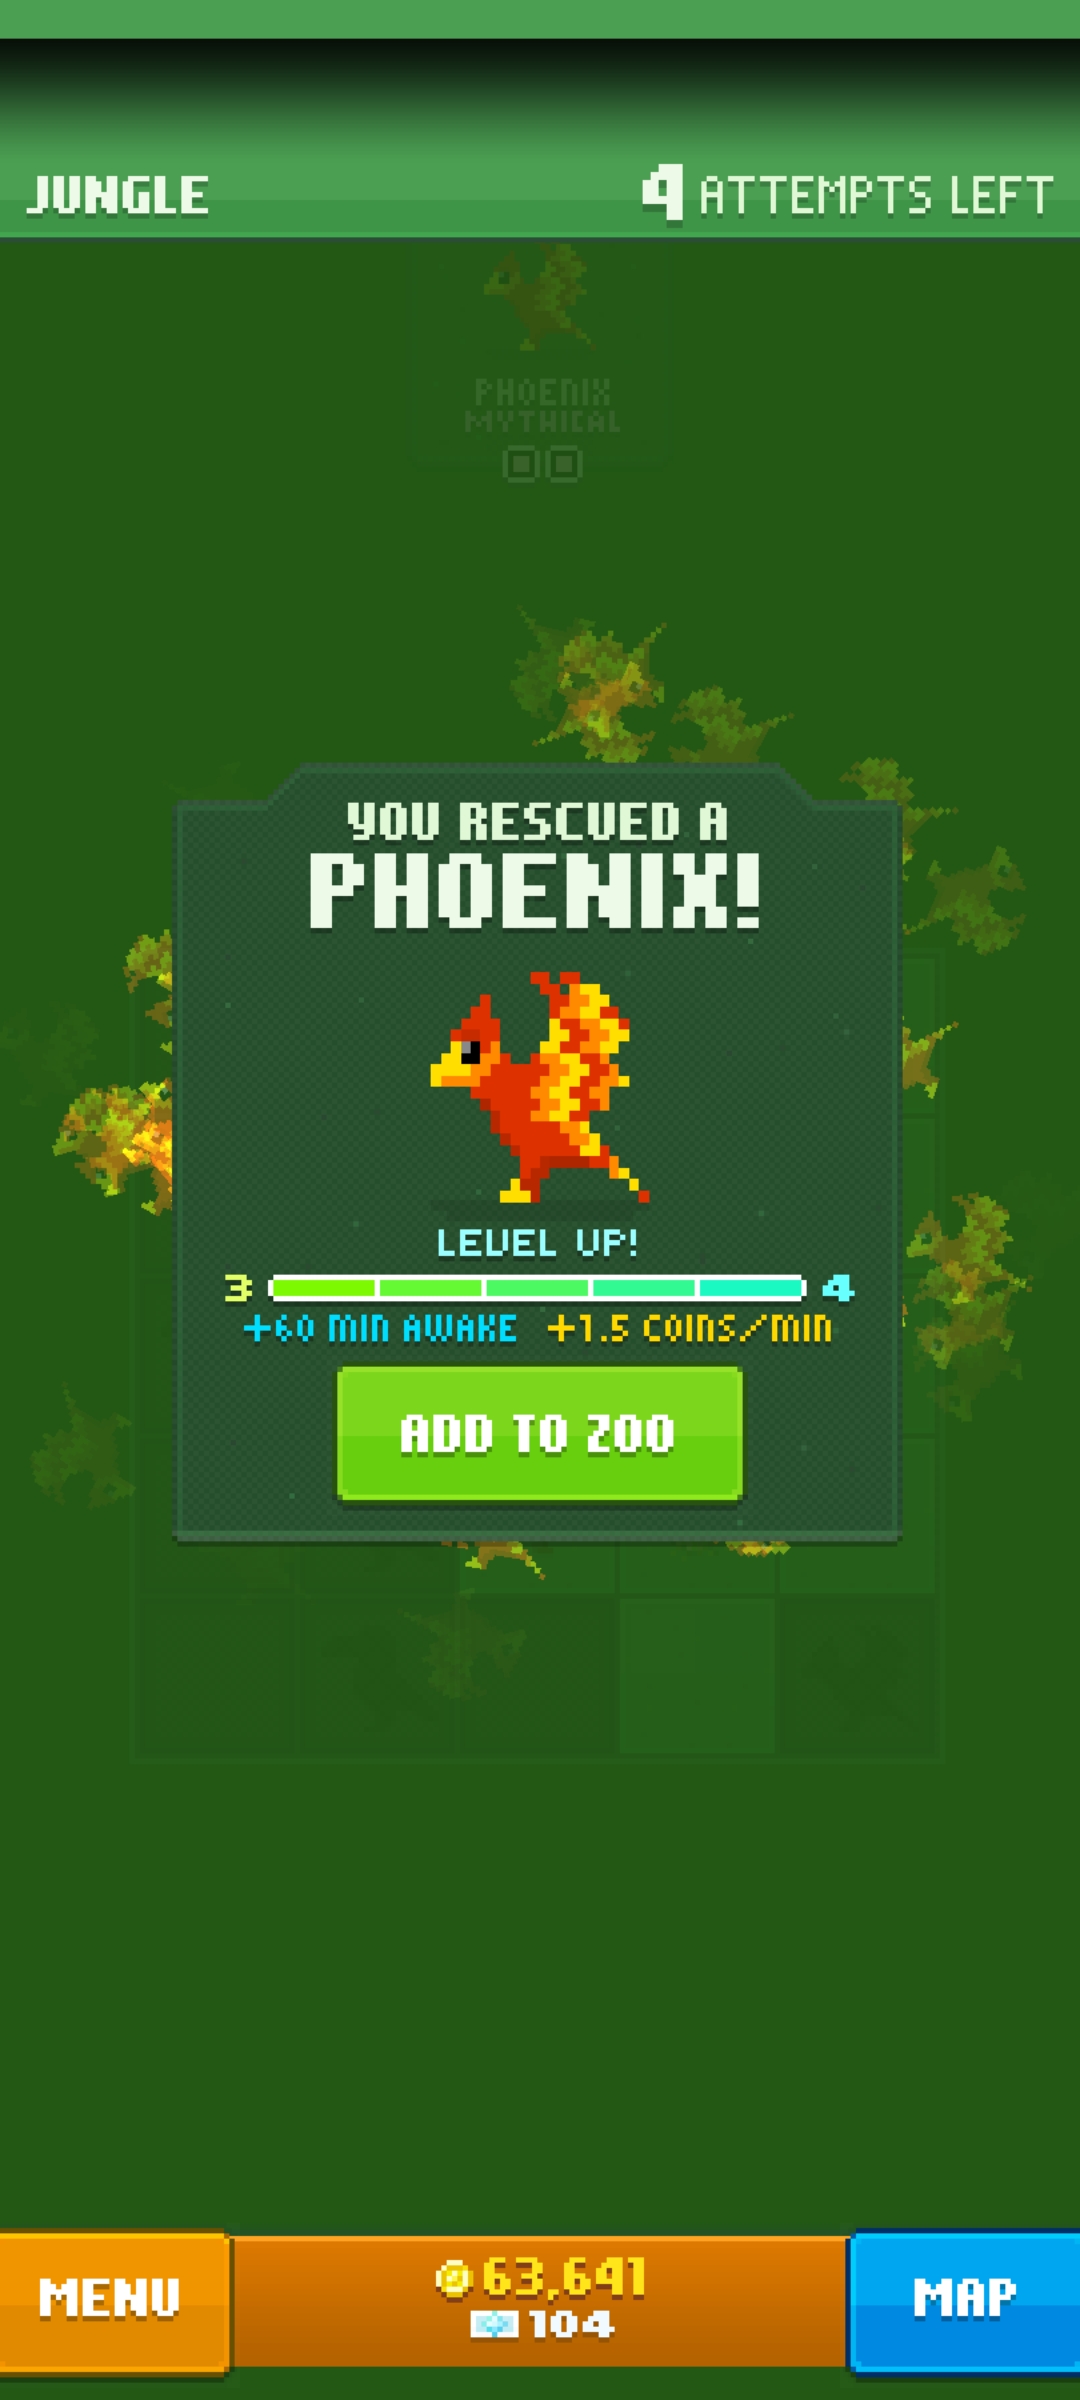 JUNGLE
4 ATTEMPTS LEFT
PHOENIX
MYTHICAL
YOU RESCUED A
PHOENIX!
LEVEL UP!
3 4
+60 MIN AWAKE +1.5 COINS/MIN
ADD TO ZOO
MENU
63,641
104
MAP